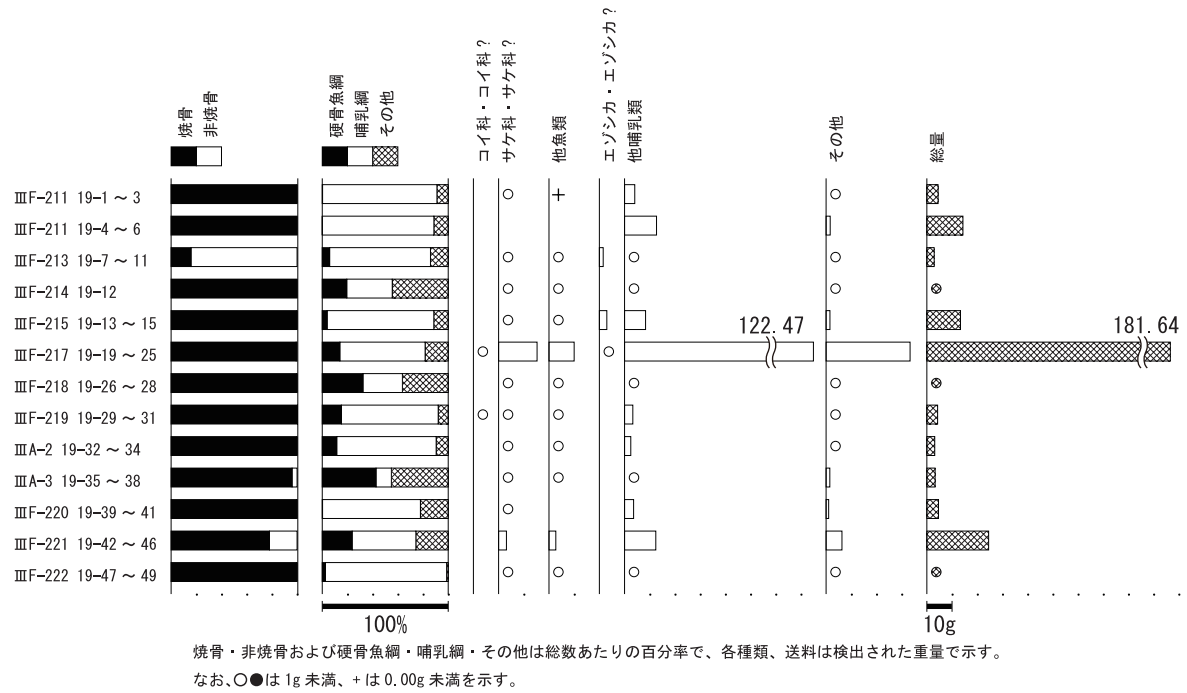 焼骨
非焼骨
硬骨魚綱
哺乳綱
その他
コイ科・コイ科？
サケ科・サケ科？
他魚類
エゾシカ・エゾシカ？
他哺乳類
その他
総量
ⅢF-211 19-1 ～ 3
ⅢF-211 19-4 ～ 6
ⅢF-213 19-7 ～ 11
ⅢF-214 19-12
ⅢF-215 19-13 ～ 15
122.47
181.64
ⅢF-217 19-19 ～ 25
ⅢF-218 19-26 ～ 28
ⅢF-219 19-29 ～ 31
ⅢA-2 19-32 ～ 34
ⅢA-3 19-35 ～ 38
ⅢF-220 19-39 ～ 41
ⅢF-221 19-42 ～ 46
ⅢF-222 19-47 ～ 49
100%
10g
焼骨・非焼骨および硬骨魚綱・哺乳綱・その他は総数あたりの百分率で、各種類、送料は検出された重量で示す。
なお、○●は 1g 未満、+ は 0.00g 未満を示す。